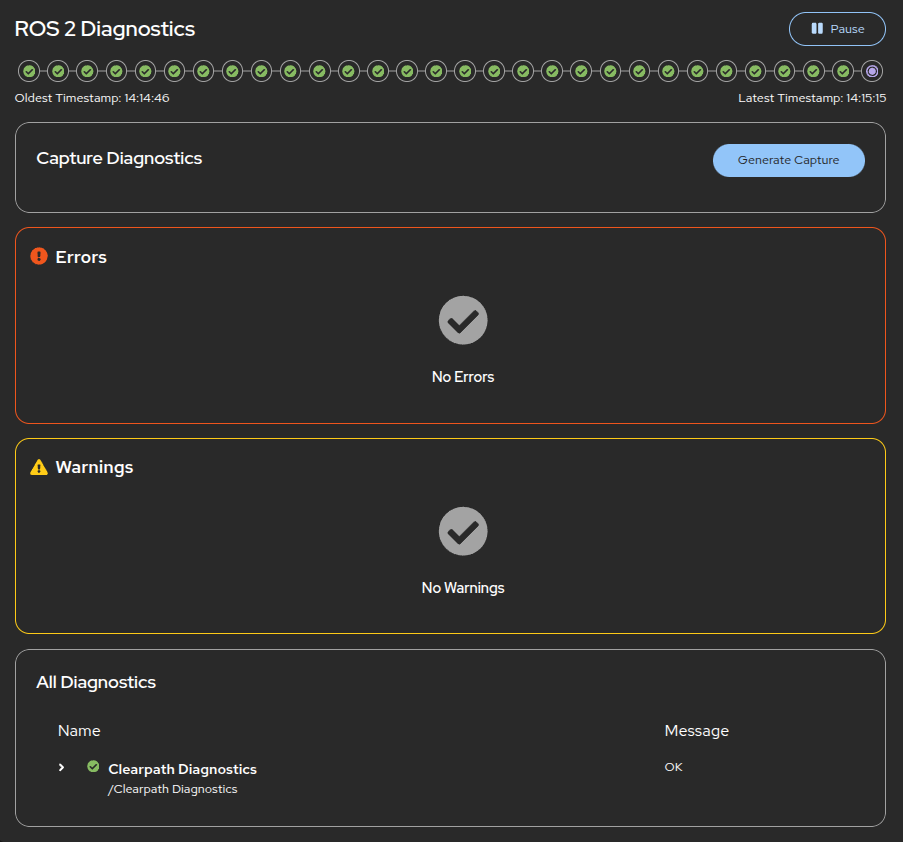 ROS 2 Diagnostics
Pause
Oldest Timestamp: 14:14:46
Latest Timestamp: 14:15:15
Capture Diagnostics
Generate Capture
Errors
No Errors
Warnings
No Warnings
All Diagnostics
Name
Message
Clearpath Diagnostics
OK
/Clearpath Diagnostics